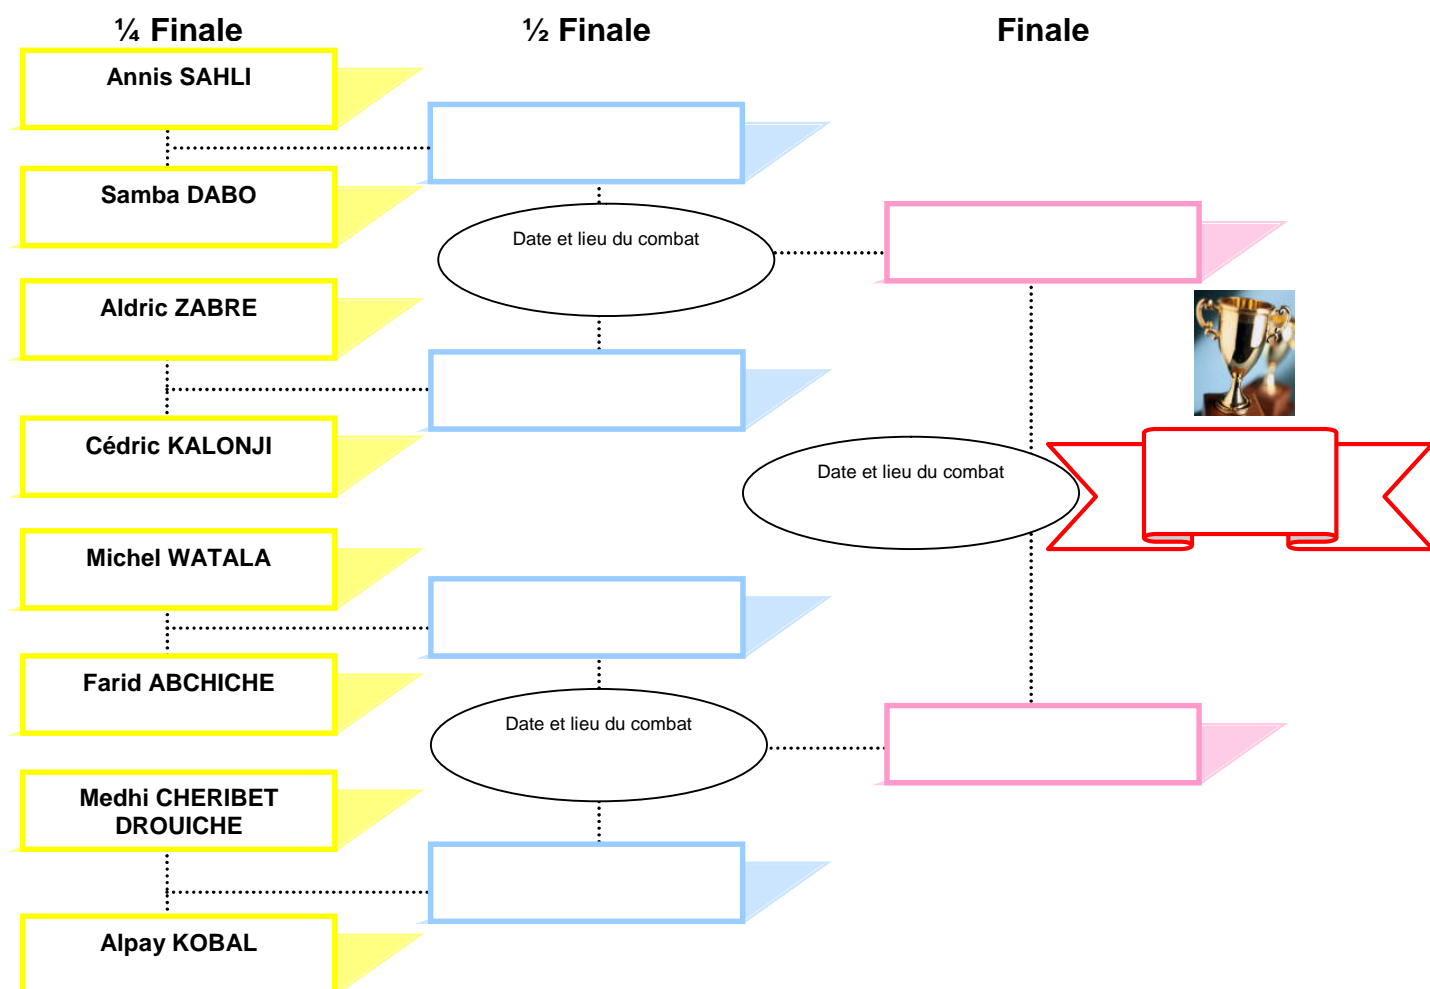 ¼ Finale
½ Finale
Finale
Annis SAHLI
Samba DABO
Date et lieu du combat
Aldric ZABRE
Cédric KALONJI
Date et lieu du combat
Michel WATALA
Farid ABCHICHE
Date et lieu du combat
Medhi CHERIBET
DROUICHE
Alpay KOBAL